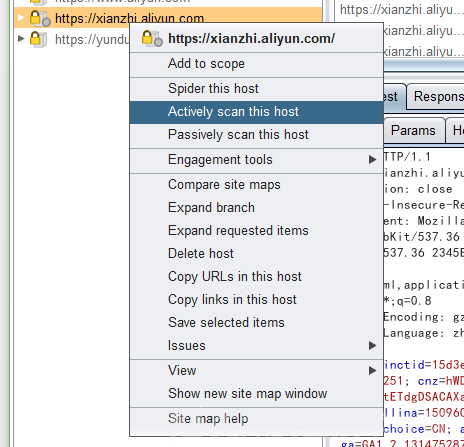 https://www.aliyun.com
https://xianzhi.aliyun.com
https://yundu
https://xianzhi.aliyun.com/
Add to scope
Spider this host
Actively scan this host
Passively scan this host
Engagement tools
Compare site maps
Expand branch
Expand requested items
Delete host
Copy URLs in this host
Copy links in this host
Save selected items
Issues
View
Show new site map window
Site map help
https://xianzhi.aliyu...
https://xianzhi.aliyu...
https://xianzhi.aliyu...
est
Respons
Params
He
TTP/1.1
ianzhi.aliyu
ion: close
-Insecure-Re
ent: Mozilla
bKit/537.36
537.36 2345E
ml,applicatio
*;q=0.8
Encoding: gz
Language: zh
inctid=15d3e
251; cnz=hWD
tETdgDSACAXa
llina=150960
choice=CN; a
ga=GA1.2.1314752871